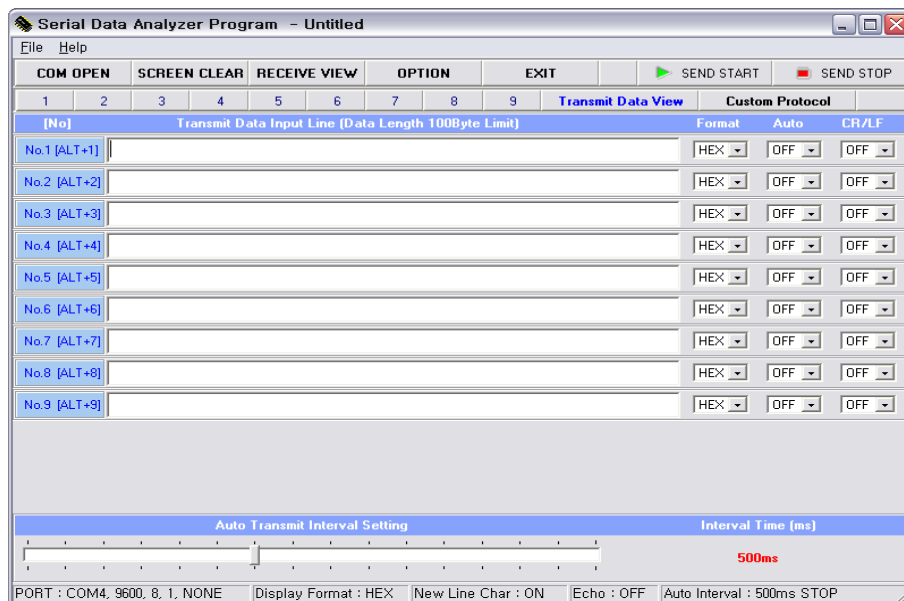 Serial Data Analyzer Program - Untitled
File Help
COM OPEN SCREEN CLEAR RECEIVE VIEW OPTION EXIT SEND START SEND STOP
1 2 3 4 5 6 7 8 9 Transmit Data View Custom Protocol
[No] Transmit Data Input Line (Data Length 100Byte Limit) Format Auto CR/LF
No.1 [ALT+1] HEX OFF OFF
No.2 [ALT+2] HEX OFF OFF
No.3 [ALT+3] HEX OFF OFF
No.4 [ALT+4] HEX OFF OFF
No.5 [ALT+5] HEX OFF OFF
No.6 [ALT+6] HEX OFF OFF
No.7 [ALT+7] HEX OFF OFF
No.8 [ALT+8] HEX OFF OFF
No.9 [ALT+9] HEX OFF OFF
Auto Transmit Interval Setting Interval Time (ms)
500ms
PORT : COM4, 9600, 8, 1, NONE Display Format : HEX New Line Char : ON Echo : OFF Auto Interval : 500ms STOP